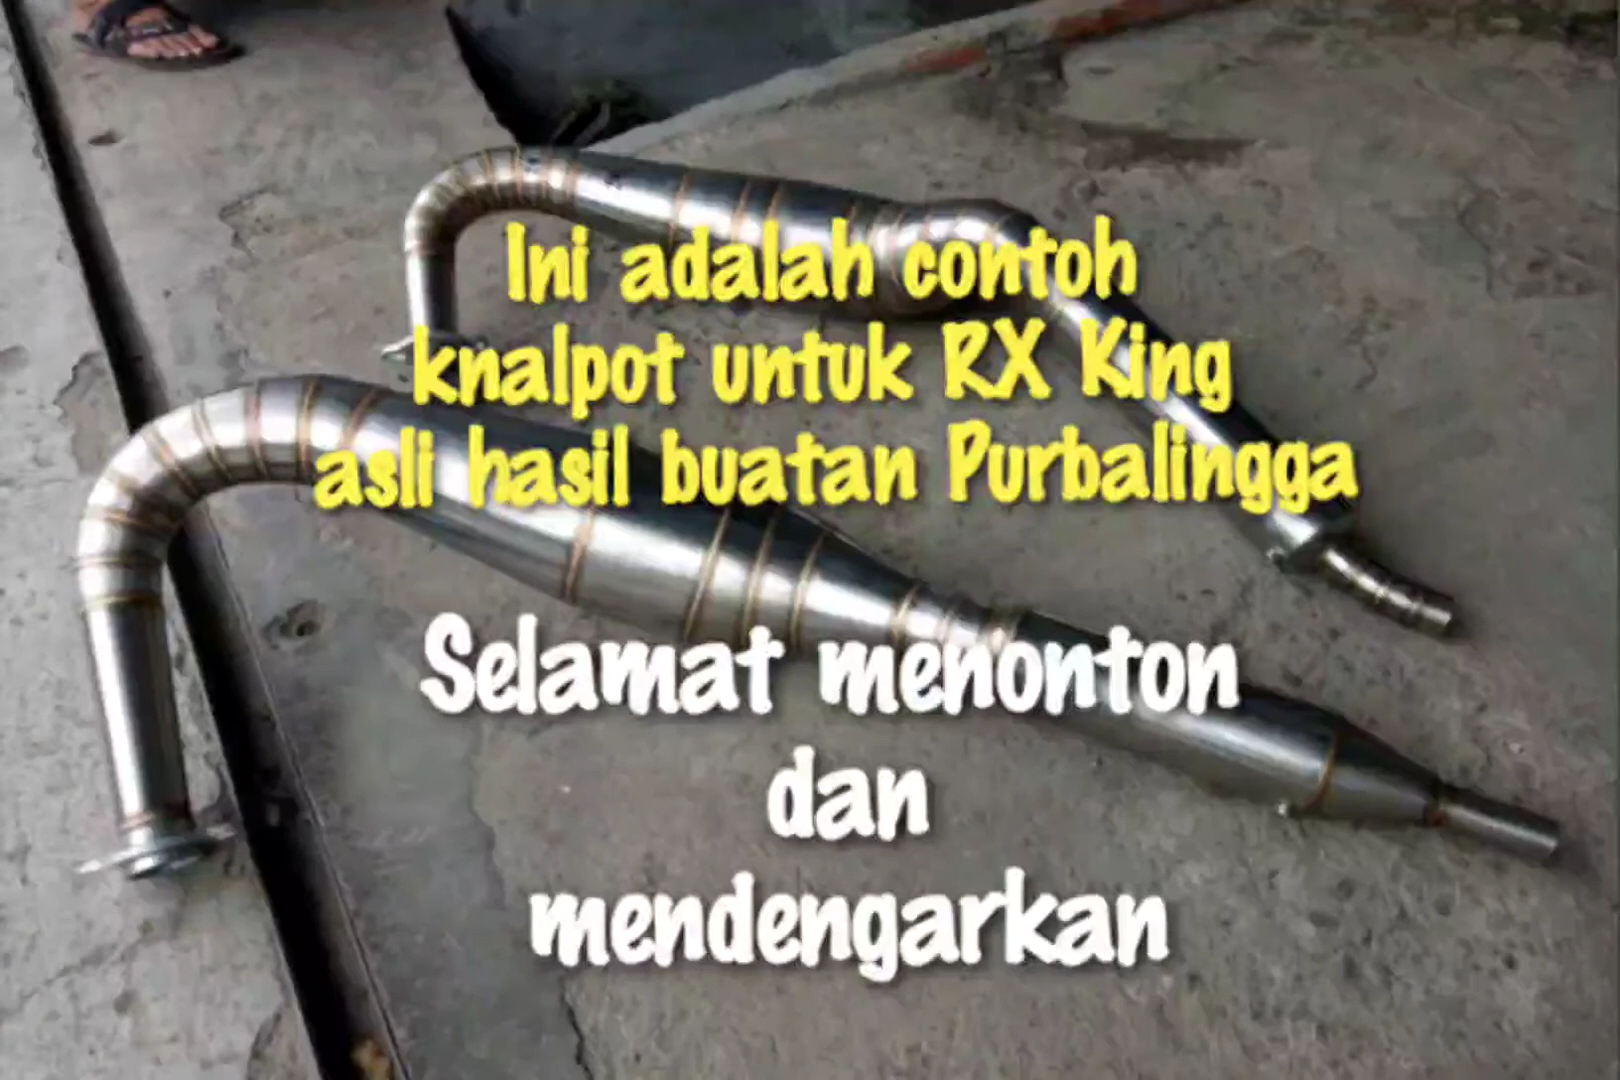 Ini adalah contoh
knalpot untuk RX King
asli hasil buatan Purbalingga
Selamat menonton
dan
mendengarkan